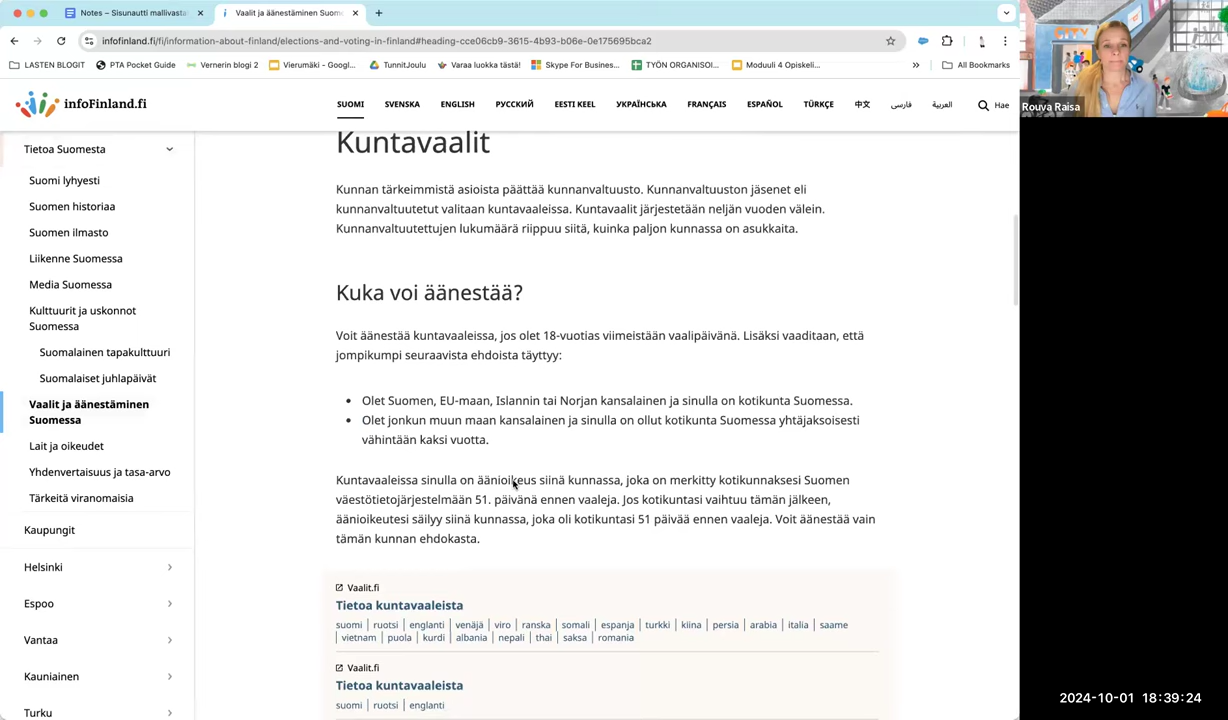 Notes – Sisunautti mallivasta
Vaalit ja äänestäminen Suome
infofinland.fi/fi/information-about-finland/elections-and-voting-in-finland#heading-cce06cb9-3615-4b93-b06e-0e175695bca2
LASTEN BLOGIT
PTA Pocket Guide
Vernerin blogi 2
Vierumäki - Googl...
TunnitJoulu
Varaa luokka tästä!
Skype For Busines...
TYÖN ORGANISOI...
Moduuli 4 Opiskeli...
»
All Bookmarks
infoFinland.fi
SUOMI
SVENSKA
ENGLISH
РУССКИЙ
EESTI KEEL
УКРАЇНСЬКА
FRANÇAIS
ESPAÑOL
TÜRKÇE
中文
فارسی
العربية
Hae
Tietoa Suomesta
Suomi lyhyesti
Suomen historiaa
Suomen ilmasto
Liikenne Suomessa
Media Suomessa
Kulttuurit ja uskonnot
Suomessa
Suomalainen tapakulttuuri
Suomalaiset juhlapäivät
Vaalit ja äänestäminen
Suomessa
Lait ja oikeudet
Yhdenvertaisuus ja tasa-arvo
Tärkeitä viranomaisia
Kaupungit
Helsinki
Espoo
Vantaa
Kauniainen
Turku
Kuntavaalit
Kunnan tärkeimmistä asioista päättää kunnanvaltuusto. Kunnanvaltuuston jäsenet eli
kunnanvaltuutetut valitaan kuntavaaleissa. Kuntavaalit järjestetään neljän vuoden välein.
Kunnanvaltuutettujen lukumäärä riippuu siitä, kuinka paljon kunnassa on asukkaita.
Kuka voi äänestää?
Voit äänestää kuntavaaleissa, jos olet 18-vuotias viimeistään vaalipäivänä. Lisäksi vaaditaan, että
jompikumpi seuraavista ehdoista täyttyy:
• Olet Suomen, EU-maan, Islannin tai Norjan kansalainen ja sinulla on kotikunta Suomessa.
• Olet jonkun muun maan kansalainen ja sinulla on ollut kotikunta Suomessa yhtäjaksoisesti
vähintään kaksi vuotta.
Kuntavaaleissa sinulla on äänioikeus siinä kunnassa, joka on merkitty kotikunnaksesi Suomen
väestötietojärjestelmään 51. päivänä ennen vaaleja. Jos kotikuntasi vaihtuu tämän jälkeen,
äänioikeutesi säilyy siinä kunnassa, joka oli kotikuntasi 51 päivää ennen vaaleja. Voit äänestää vain
tämän kunnan ehdokasta.
Vaalit.fi
Tietoa kuntavaaleista
suomi | ruotsi | englanti | venäjä | viro | ranska | somali | espanja | turkki | kiina | persia | arabia | italia | saame
| vietnam | puola | kurdi | albania | nepali | thai | saksa | romania
Vaalit.fi
Tietoa kuntavaaleista
suomi | ruotsi | englanti
Rouva Raisa
2024-10-01 18:39:24